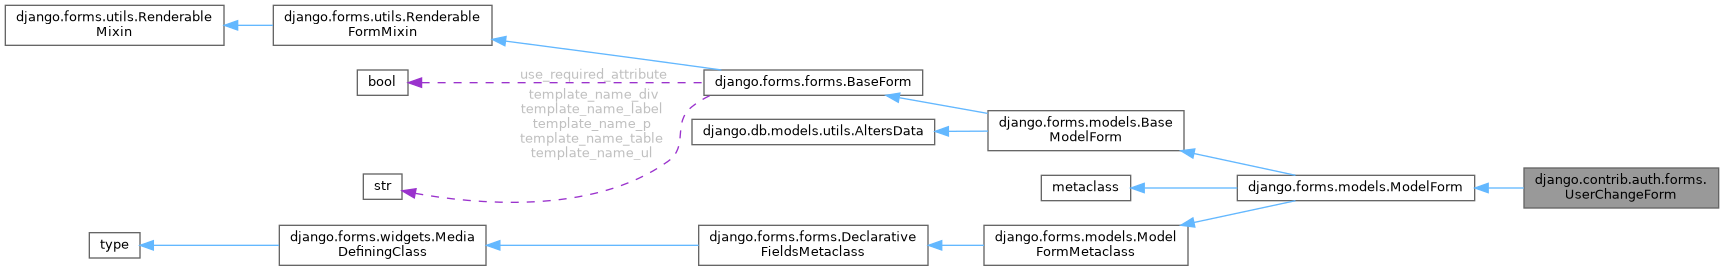 django.forms.utils.Renderable
Mixin
django.forms.utils.Renderable
FormMixin
bool
use_required_attribute
django.forms.forms.BaseForm
template_name_div
template_name_label
template_name_p
template_name_table
template_name_ul
django.db.models.utils.AltersData
django.forms.models.Base
ModelForm
str
metaclass
django.forms.models.ModelForm
django.contrib.auth.forms.
UserChangeForm
type
django.forms.widgets.Media
DefiningClass
django.forms.forms.Declarative
FieldsMetaclass
django.forms.models.Model
FormMetaclass